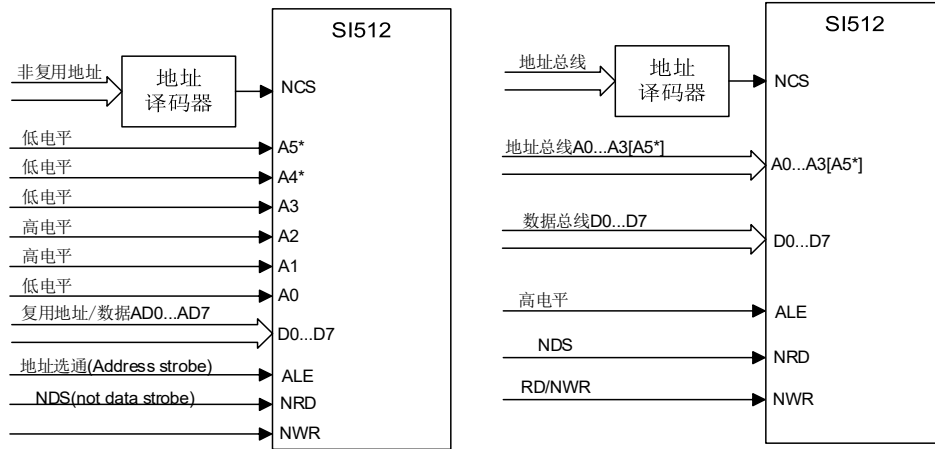 SI512
非复用地址
地址
译码器
NCS
低电平
A5*
低电平
A4*
低电平
A3
高电平
A2
高电平
A1
低电平
A0
复用地址/数据AD0...AD7
D0...D7
地址选通(Address strobe)
ALE
NDS(not data strobe)
NRD
NWR
SI512
地址总线
地址
译码器
NCS
地址总线A0...A3[A5*]
A0...A3[A5*]
数据总线D0...D7
D0...D7
高电平
ALE
NDS
NRD
RD/NWR
NWR